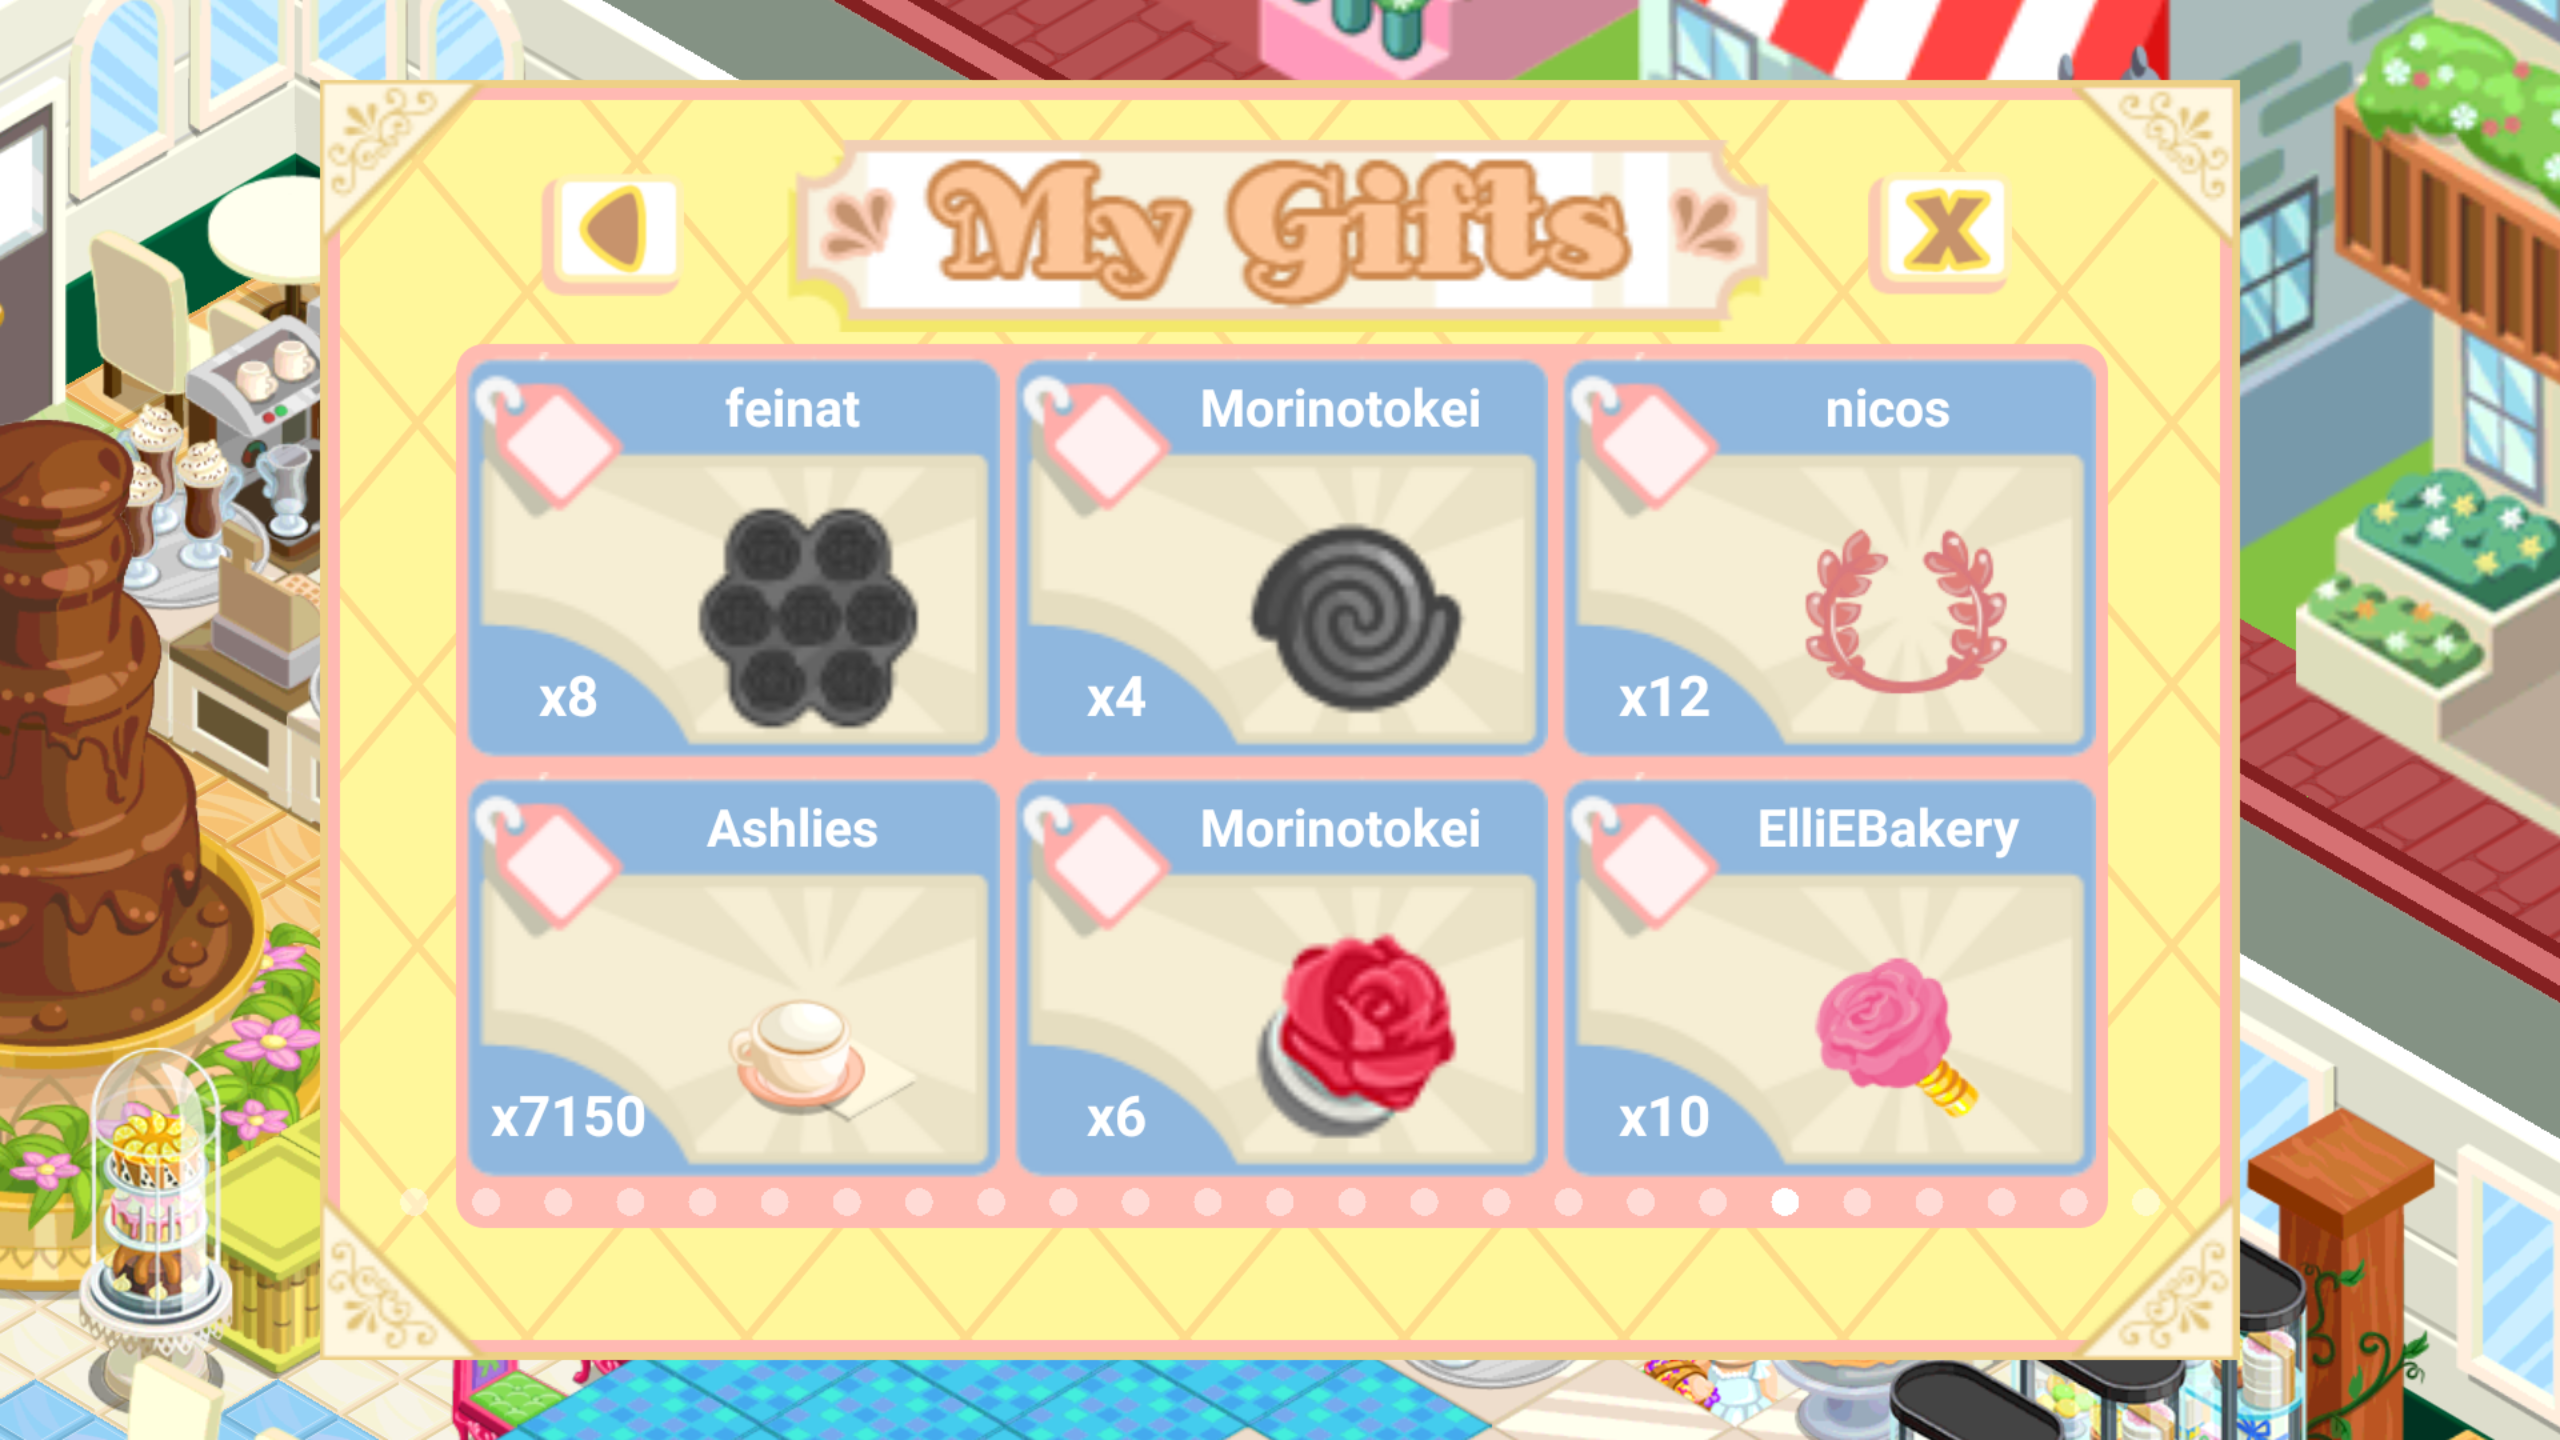 My Gifts
feinat
x8
Morinotokei
x4
nicos
x12
Ashlies
x7150
Morinotokei
x6
ElliEBakery
x10